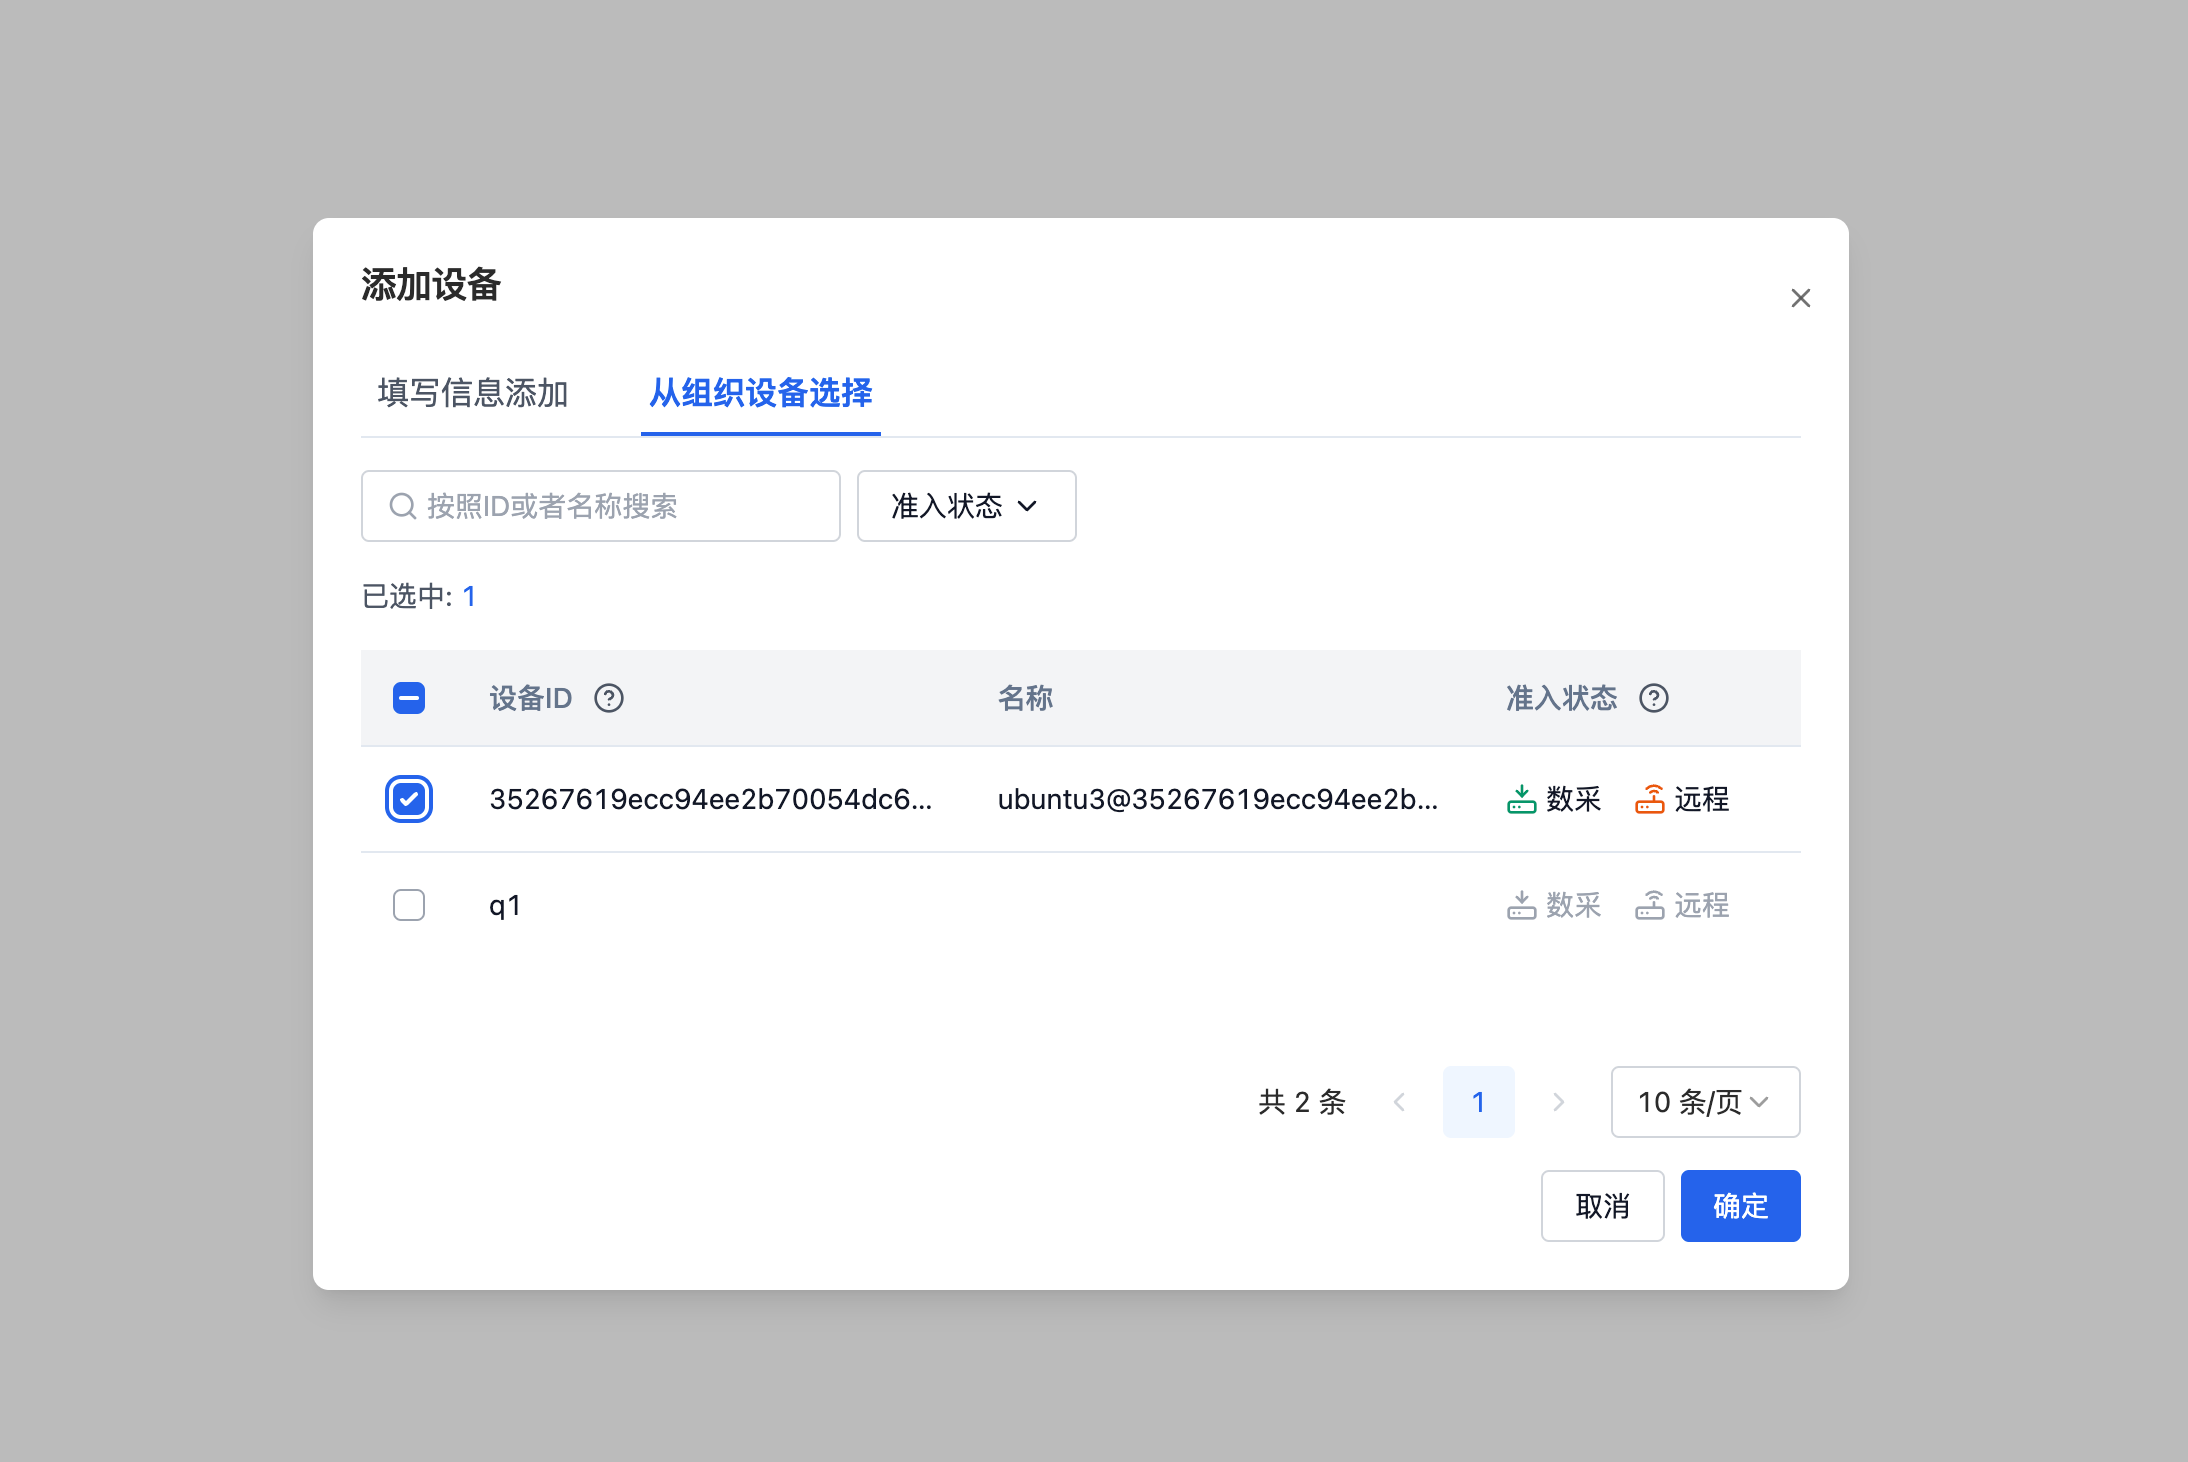 添加设备
填写信息添加 从组织设备选择
按照ID或者名称搜索 准入状态
已选中: 1
设备ID 名称 准入状态
35267619ecc94ee2b70054dc6... ubuntu3@35267619ecc94ee2b... 数采 远程
q1 数采 远程
共 2 条 1 10 条/页
取消 确定